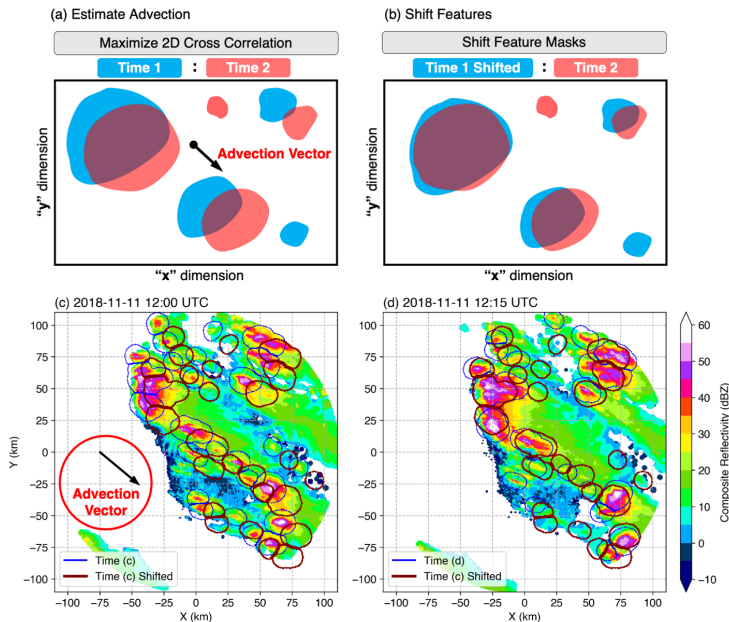 (a) Estimate Advection
Maximize 2D Cross Correlation
Time 1 : Time 2
Advection Vector
"y" dimension
"x" dimension
(b) Shift Features
Shift Feature Masks
Time 1 Shifted : Time 2
"y" dimension
"x" dimension
(c) 2018-11-11 12:00 UTC
100
75
50
25
0
−25
−50
−75
−100
Y (km)
Advection
Vector
Time (c)
Time (c) Shifted
−100 −75 −50 −25 0 25 50 75 100
X (km)
(d) 2018-11-11 12:15 UTC
100
75
50
25
0
−25
−50
−75
−100
Time (d)
Time (c) Shifted
−100 −75 −50 −25 0 25 50 75 100
X (km)
60
50
40
30
20
10
0
−10
Composite Reflectivity (dBZ)